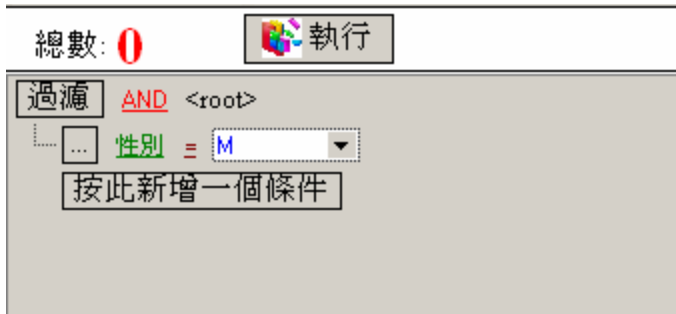 總數: 0 執行
過濾 AND <root>
... 性別 = M
按此新增一個條件